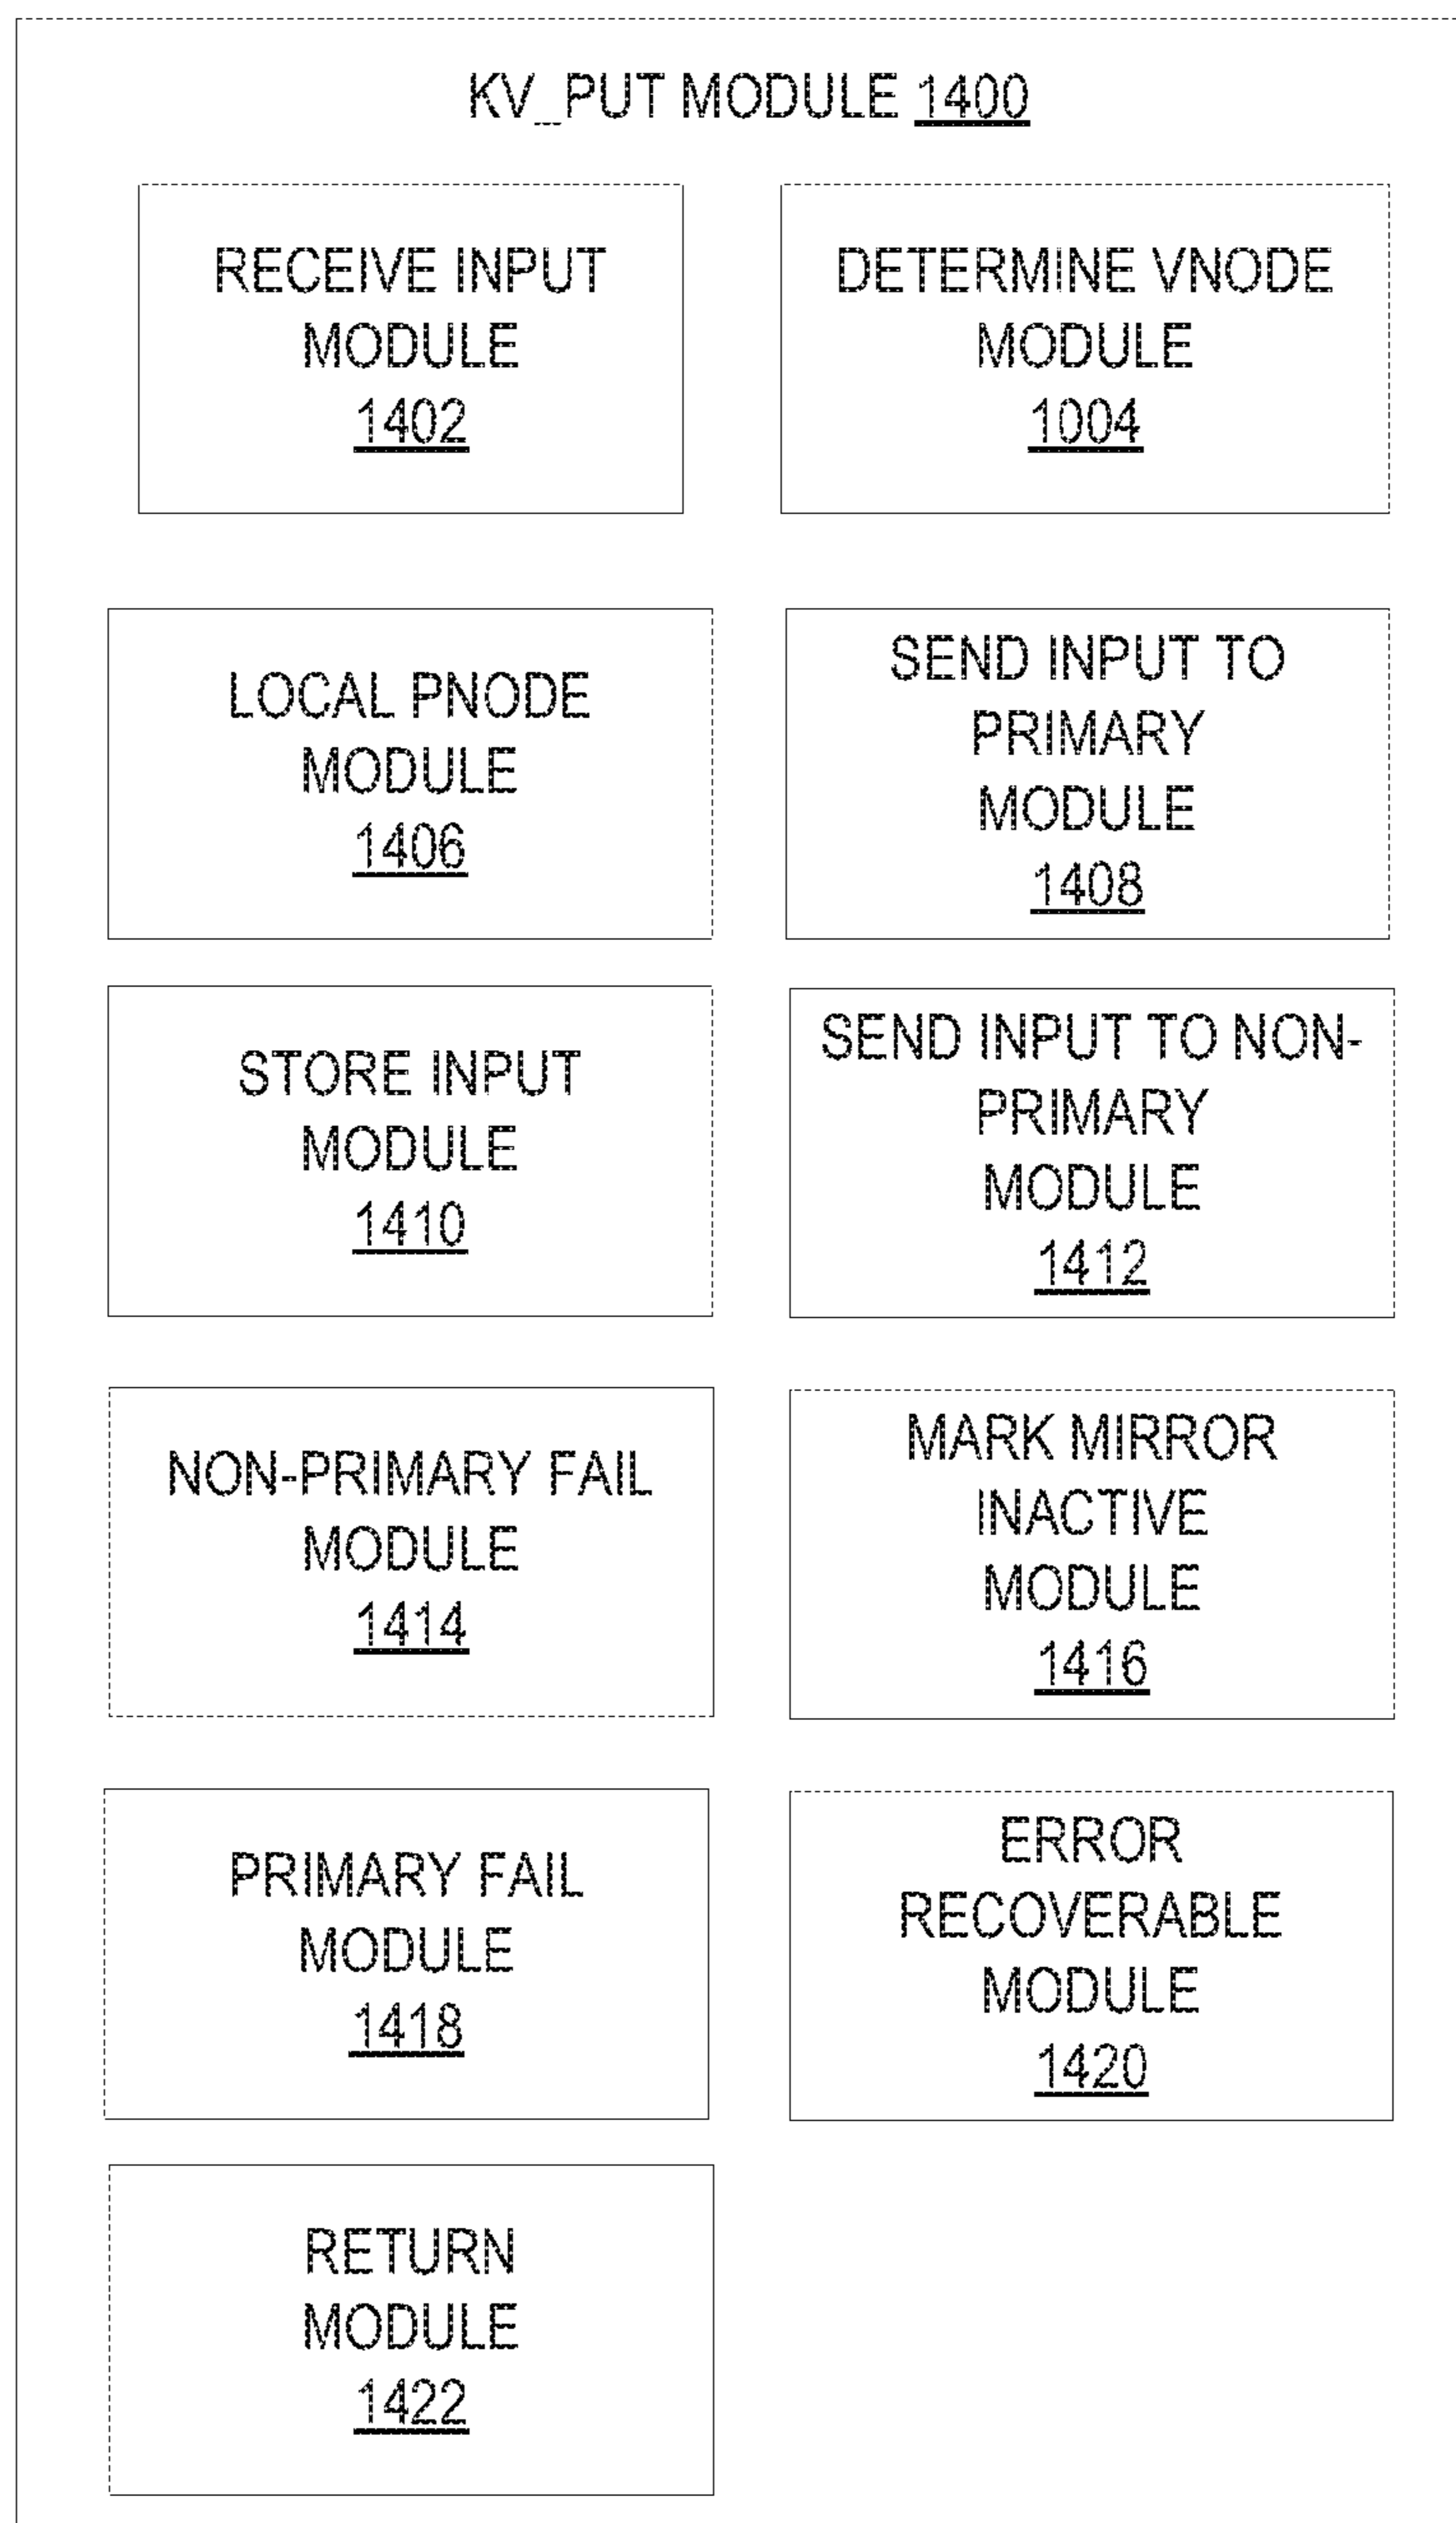 KV_PUT MODULE 1400
RECEIVE INPUT
MODULE
1402
DETERMINE VNODE
MODULE
1004
LOCAL PNODE
MODULE
1406
SEND INPUT TO
PRIMARY
MODULE
1408
STORE INPUT
MODULE
1410
SEND INPUT TO NON-
PRIMARY
MODULE
1412
NON-PRIMARY FAIL
MODULE
1414
MARK MIRROR
INACTIVE
MODULE
1416
PRIMARY FAIL
MODULE
1418
ERROR
RECOVERABLE
MODULE
1420
RETURN
MODULE
1422